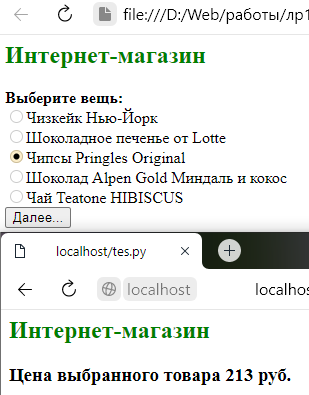 file:///D:/Web/работы/лр1
Интернет-магазин
Выберите вещь:
Чизкейк Нью-Йорк
Шоколадное печенье от Lotte
Чипсы Pringles Original
Шоколад Alpen Gold Миндаль и кокос
Чай Teatone HIBISCUS
Далее...
localhost/tes.py
localhost localho
Интернет-магазин
Цена выбранного товара 213 руб.